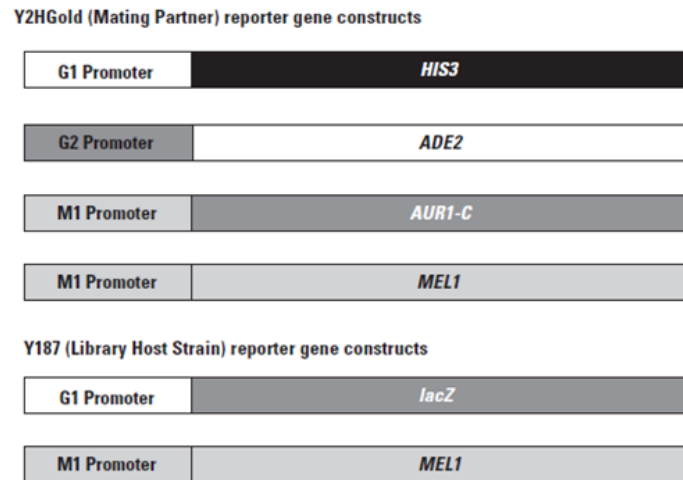 Y2HGold (Mating Partner) reporter gene constructs
G1 Promoter HIS3
G2 Promoter ADE2
M1 Promoter AUR1-C
M1 Promoter MEL1
Y187 (Library Host Strain) reporter gene constructs
G1 Promoter lacZ
M1 Promoter MEL1